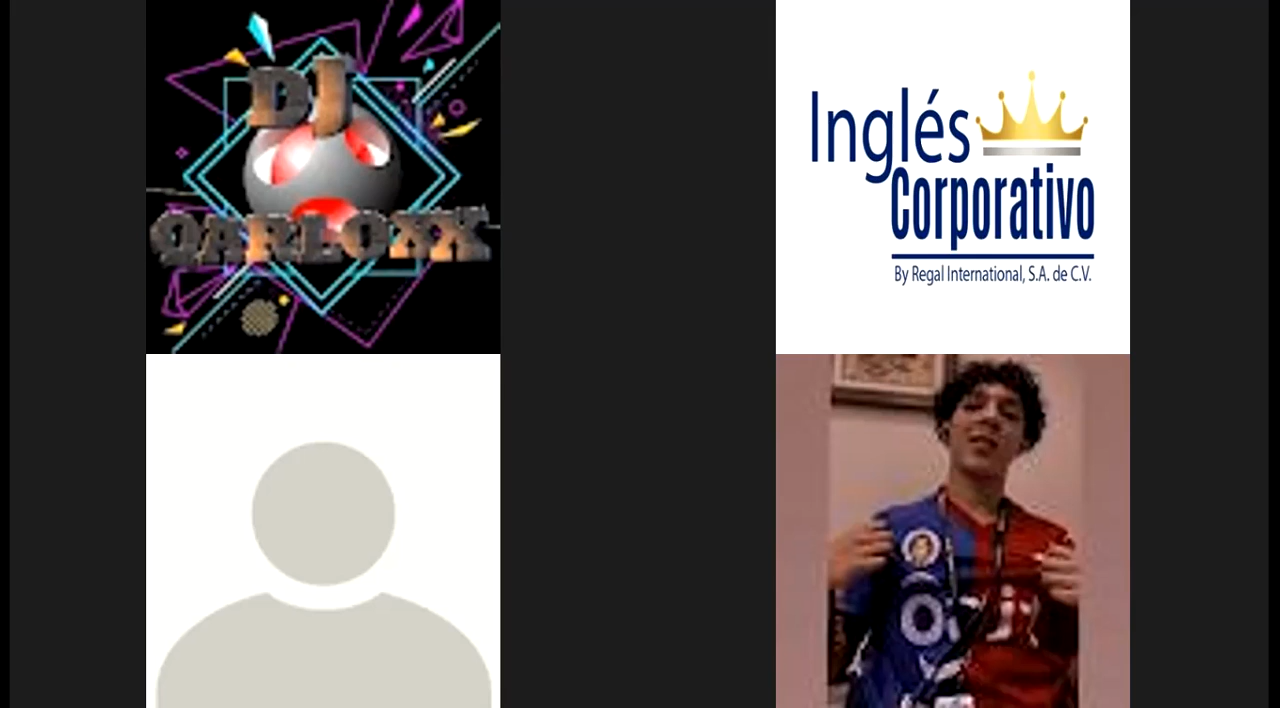 DJ
QARLOXX
Inglés
Corporativo
By Regal International, S.A. de C.V.